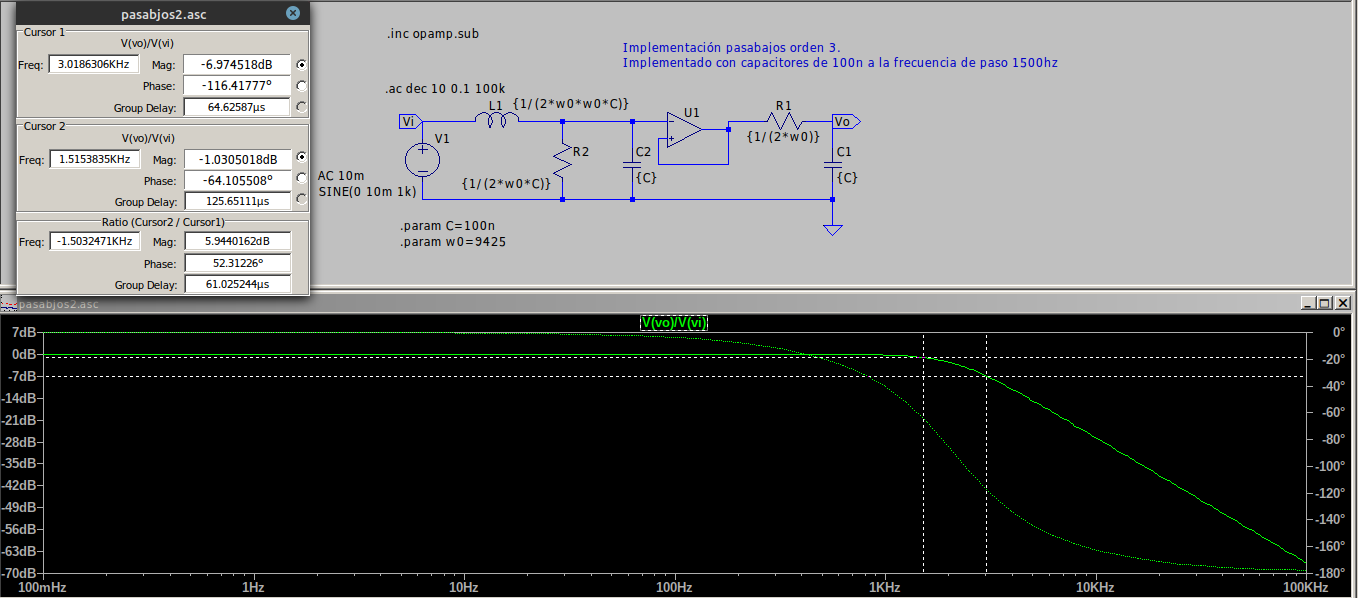 pasabjos2.asc
Cursor 1
V(vo)/V(vi)
Freq: 3.0186306KHz Mag: -6.974518dB
Phase: -116.41777°
Group Delay: 64.62587µs
Cursor 2
V(vo)/V(vi)
Freq: 1.5153835KHz Mag: -1.0305018dB
Phase: -64.105508°
Group Delay: 125.65111µs
Ratio (Cursor2 / Cursor1)
Freq: -1.5032471KHz Mag: 5.9440162dB
Phase: 52.31226°
Group Delay: 61.025244µs
.inc opamp.sub
Implementación pasabajos orden 3.
Implementado con capacitores de 100n a la frecuencia de paso 1500hz
.ac dec 10 0.1 100k
L1 {1/(2*w0*w0*C)}
Vi
V1
AC 10m
SINE(0 10m 1k)
R2
{1/(2*w0*C)}
C2
{C}
U1
R1
{1/(2*w0)}
Vo
C1
{C}
.param C=100n
.param w0=9425
pasabjos2.asc
V(vo)/V(vi)
7dB
0dB
-7dB
-14dB
-21dB
-28dB
-35dB
-42dB
-49dB
-56dB
-63dB
-70dB
0°
-20°
-40°
-60°
-80°
-100°
-120°
-140°
-160°
-180°
100mHz 1Hz 10Hz 100Hz 1KHz 10KHz 100KHz